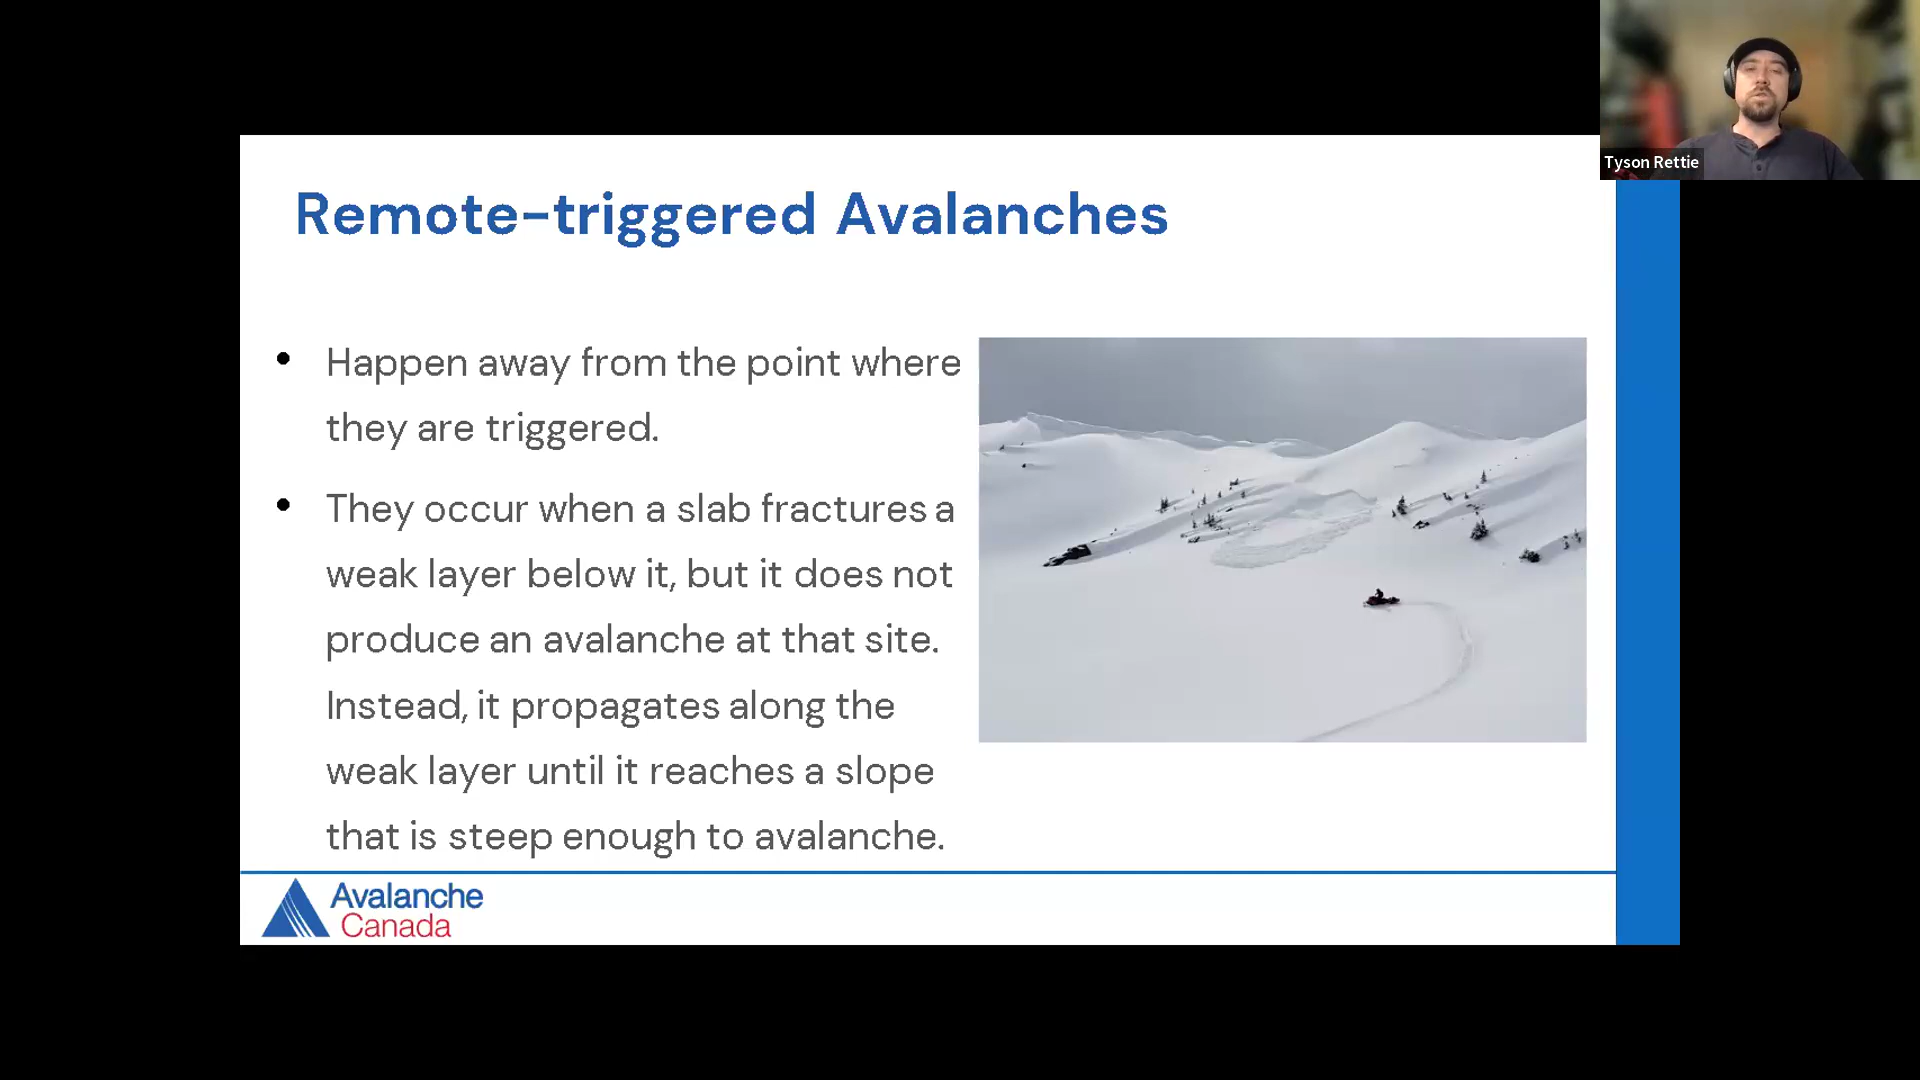 Tyson Rettie
Remote-triggered Avalanches
• Happen away from the point where
they are triggered.
• They occur when a slab fractures a
weak layer below it, but it does not
produce an avalanche at that site.
Instead, it propagates along the
weak layer until it reaches a slope
that is steep enough to avalanche.
Avalanche
Canada